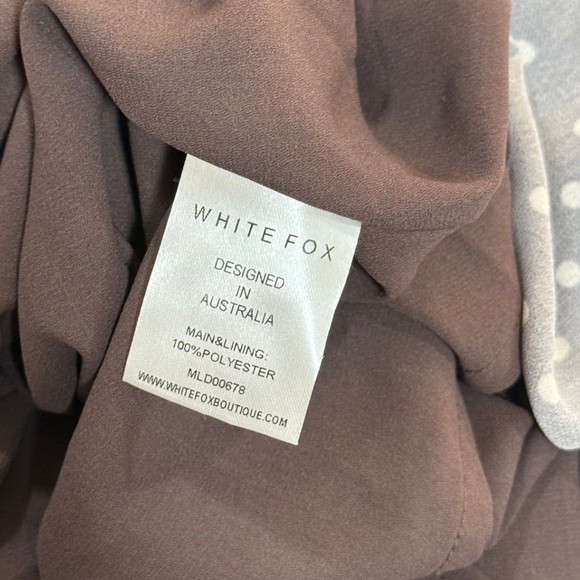 WHITE FOX
DESIGNED
IN
AUSTRALIA
MAIN&LINING:
100%POLYESTER
MLD00678
WWW.WHITEFOXBOUTIQUE.COM